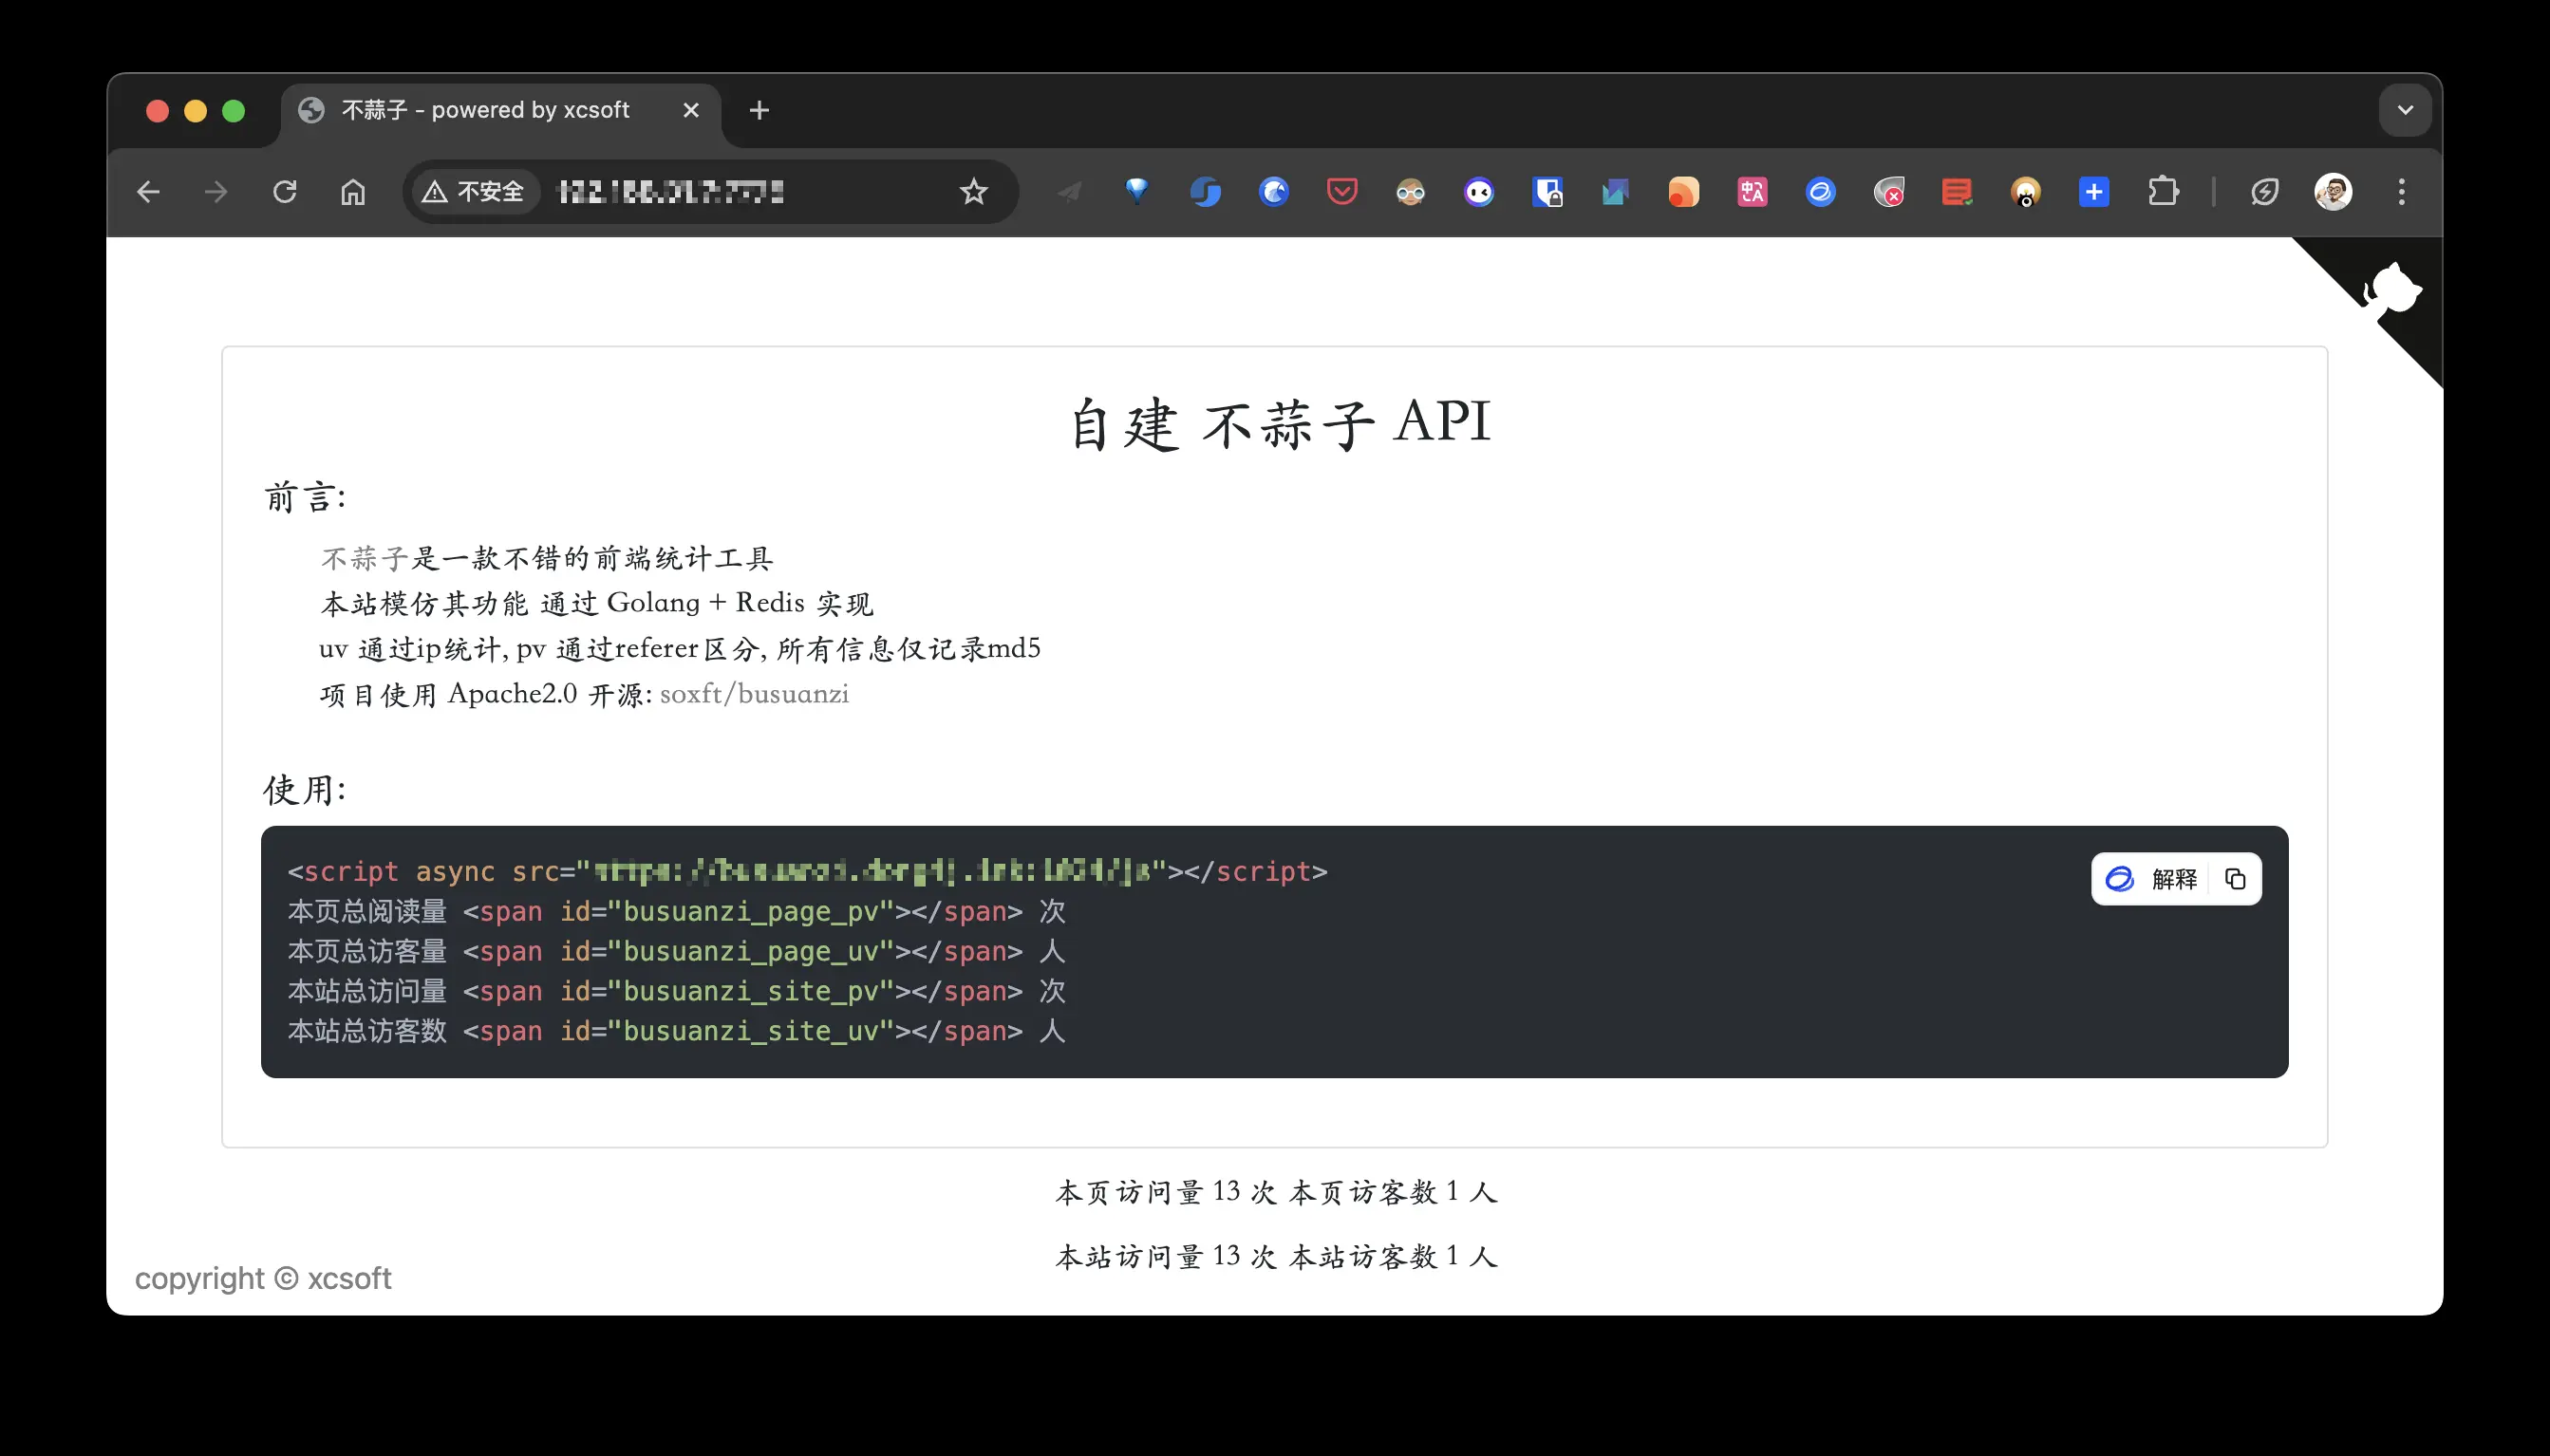 不蒜子 - powered by xcsoft
不安全
自建 不蒜子 API
前言:
不蒜子是一款不错的前端统计工具
本站模仿其功能 通过 Golang + Redis 实现
uv 通过ip统计, pv 通过referer区分, 所有信息仅记录md5
项目使用 Apache2.0 开源: soxft/busuanzi
使用:
<script async src=""></script>
解释
本页总阅读量 <span id="busuanzi_page_pv"></span> 次
本页总访客量 <span id="busuanzi_page_uv"></span> 人
本站总访问量 <span id="busuanzi_site_pv"></span> 次
本站总访客数 <span id="busuanzi_site_uv"></span> 人
本页访问量 13 次 本页访客数 1 人
本站访问量 13 次 本站访客数 1 人
copyright © xcsoft